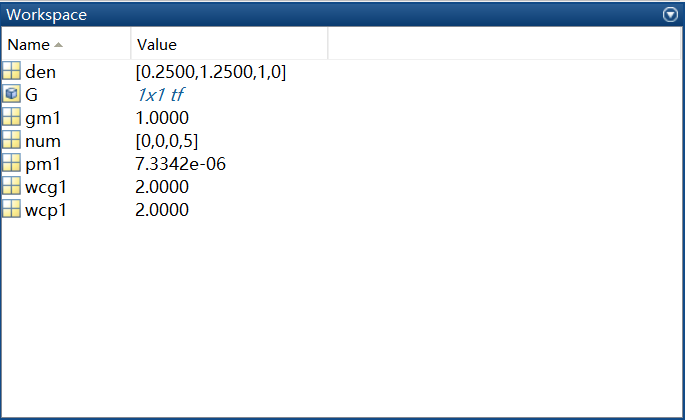 Workspace
Name Value
den [0.2500,1.2500,1,0]
G 1x1 tf
gm1 1.0000
num [0,0,0,5]
pm1 7.3342e-06
wcg1 2.0000
wcp1 2.0000